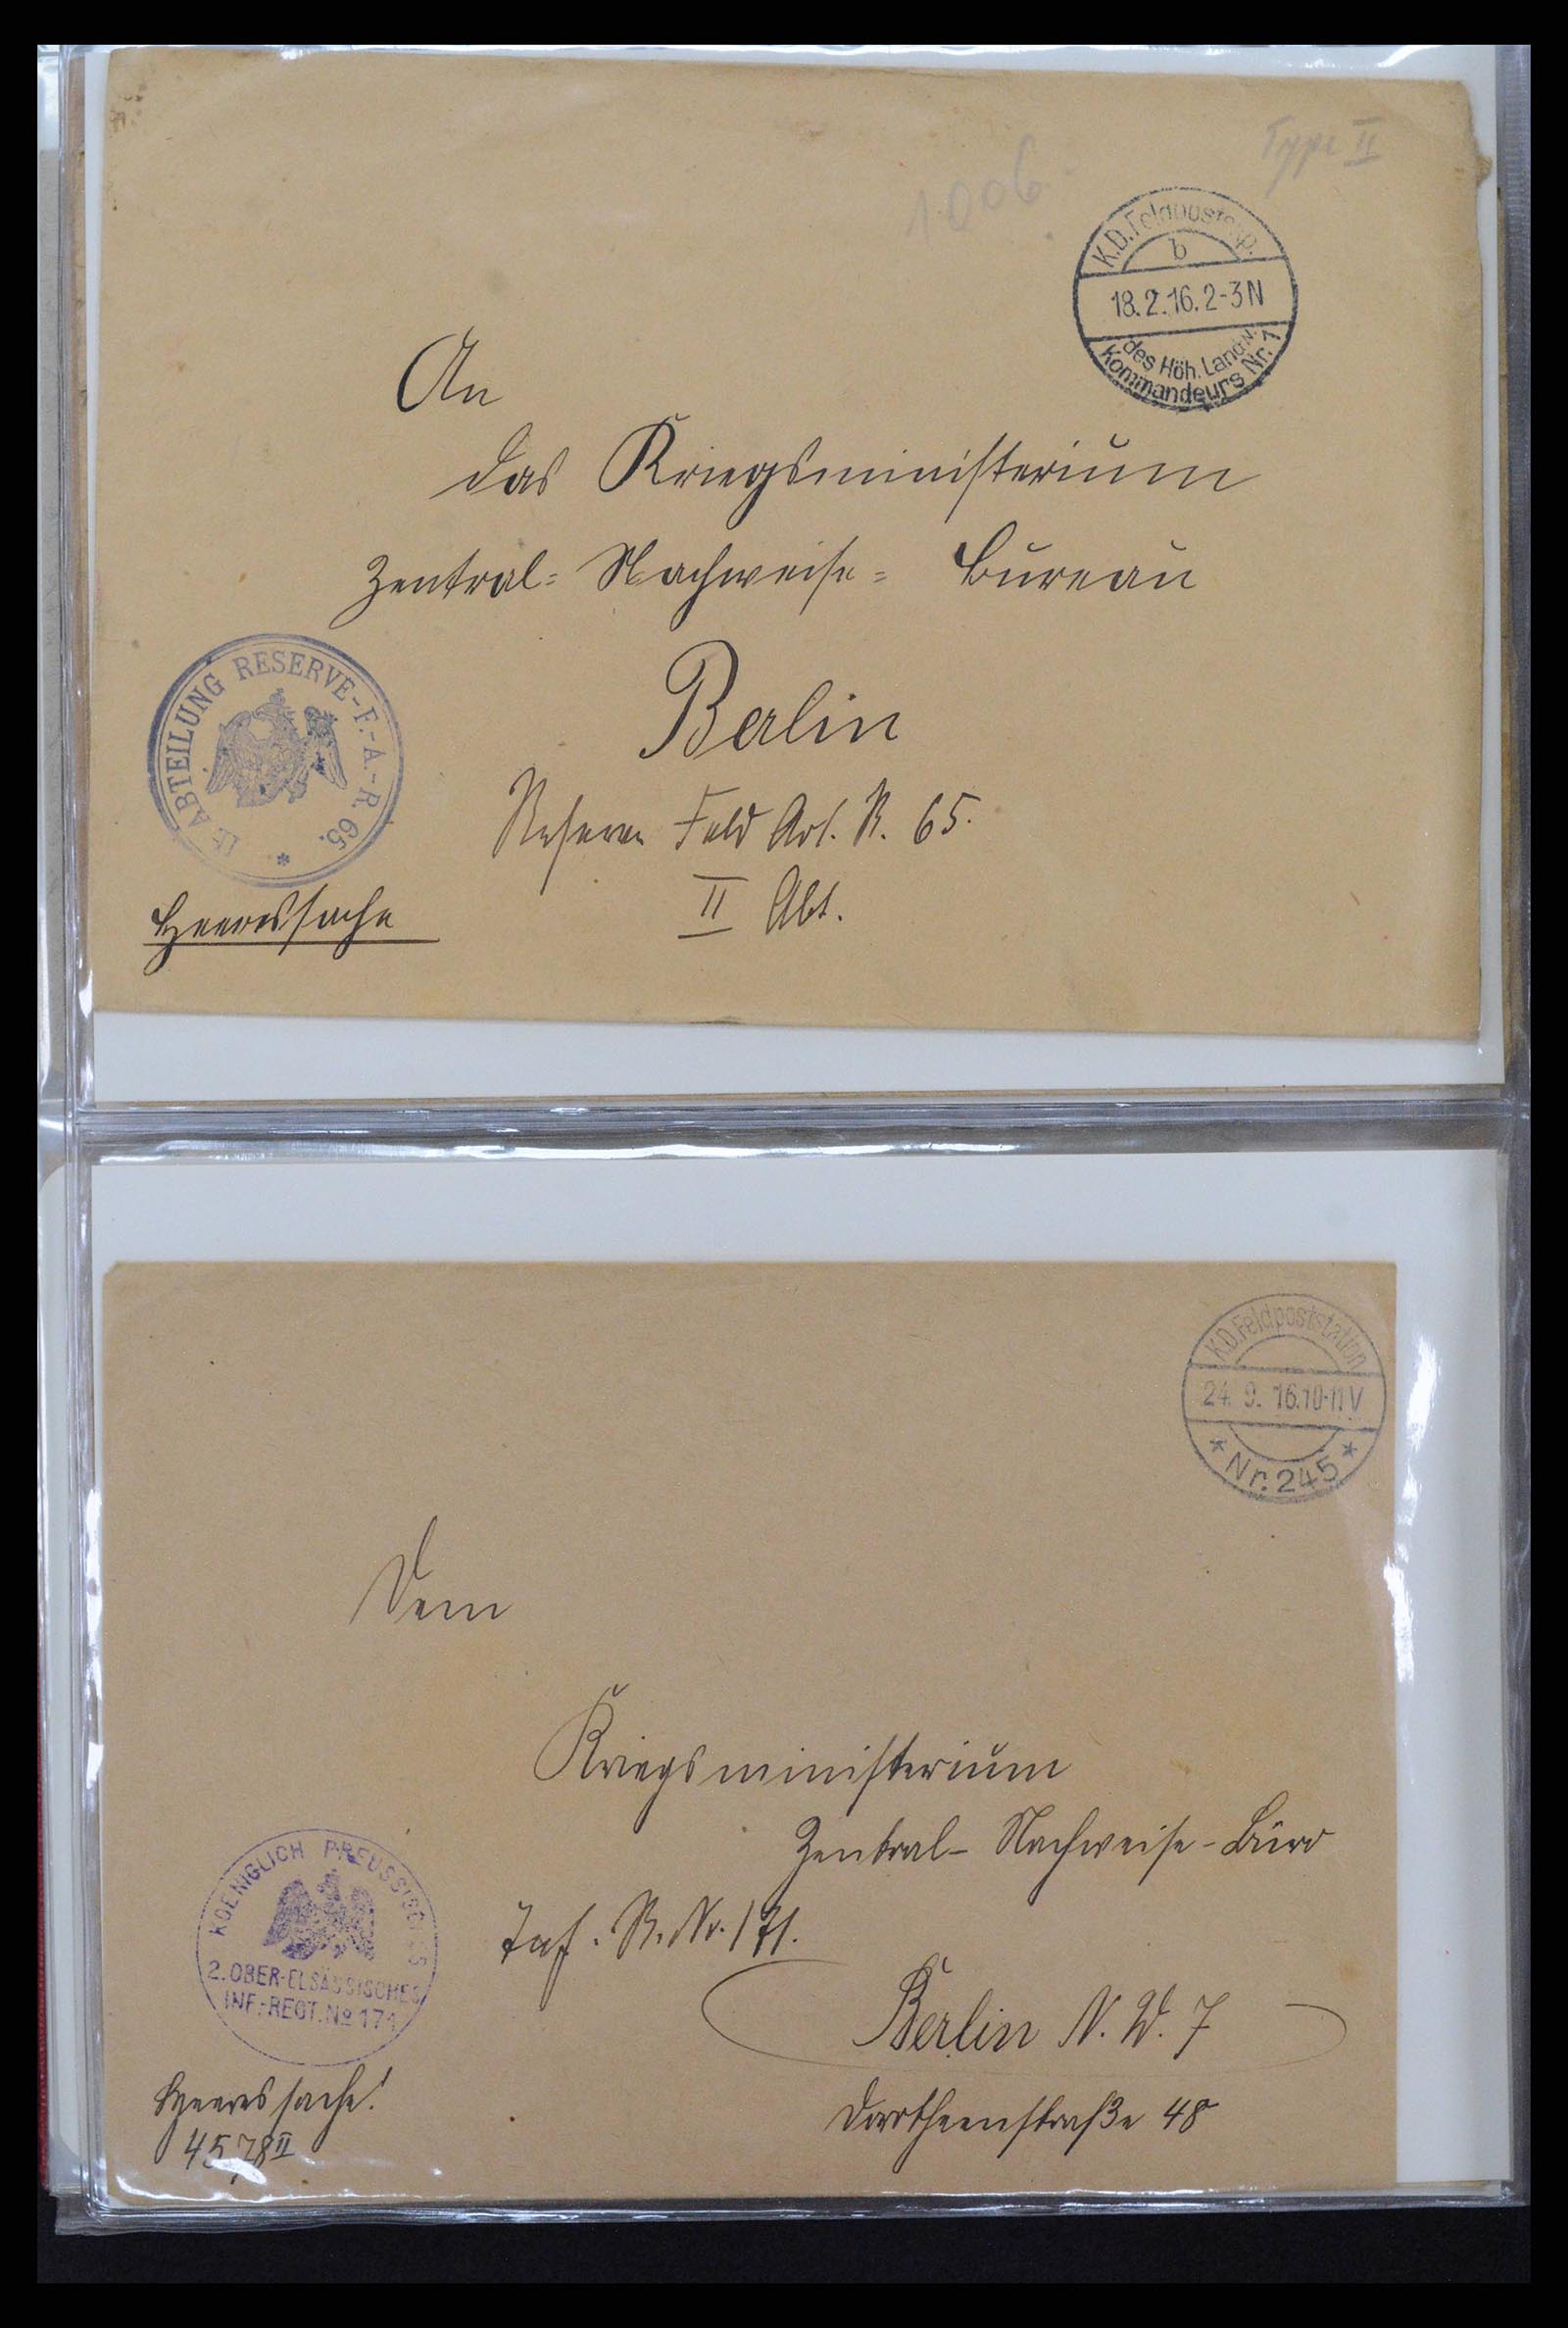 1006
Type II
K.D. Feldpostexp.
b
18.2.16.2-3N
des Höh. Landw.
Kommandeurs Nr. 1
An
das Kriegsministerium
Zentral= Nachweise= Bureau
Berlin
Reserve Feld Art. R. 65.
II Abt.
II- ABTEILUNG RESERVE-F.-A.-R. 65.
Heeressache
K.D. Feldpoststation
24. 9. 16.10-11V
* Nr. 245 *
Dem
Kriegsministerium
Zentral- Nachweise-Büro
Inf. R. Nr. 171.
Berlin N. W. 7
Dorotheenstraße 48
KOENIGLICH PREUSSISCHES
2. OBER-ELSÄSSISCHES
INF.-REGT. No 171
Heeressache!
4578 II